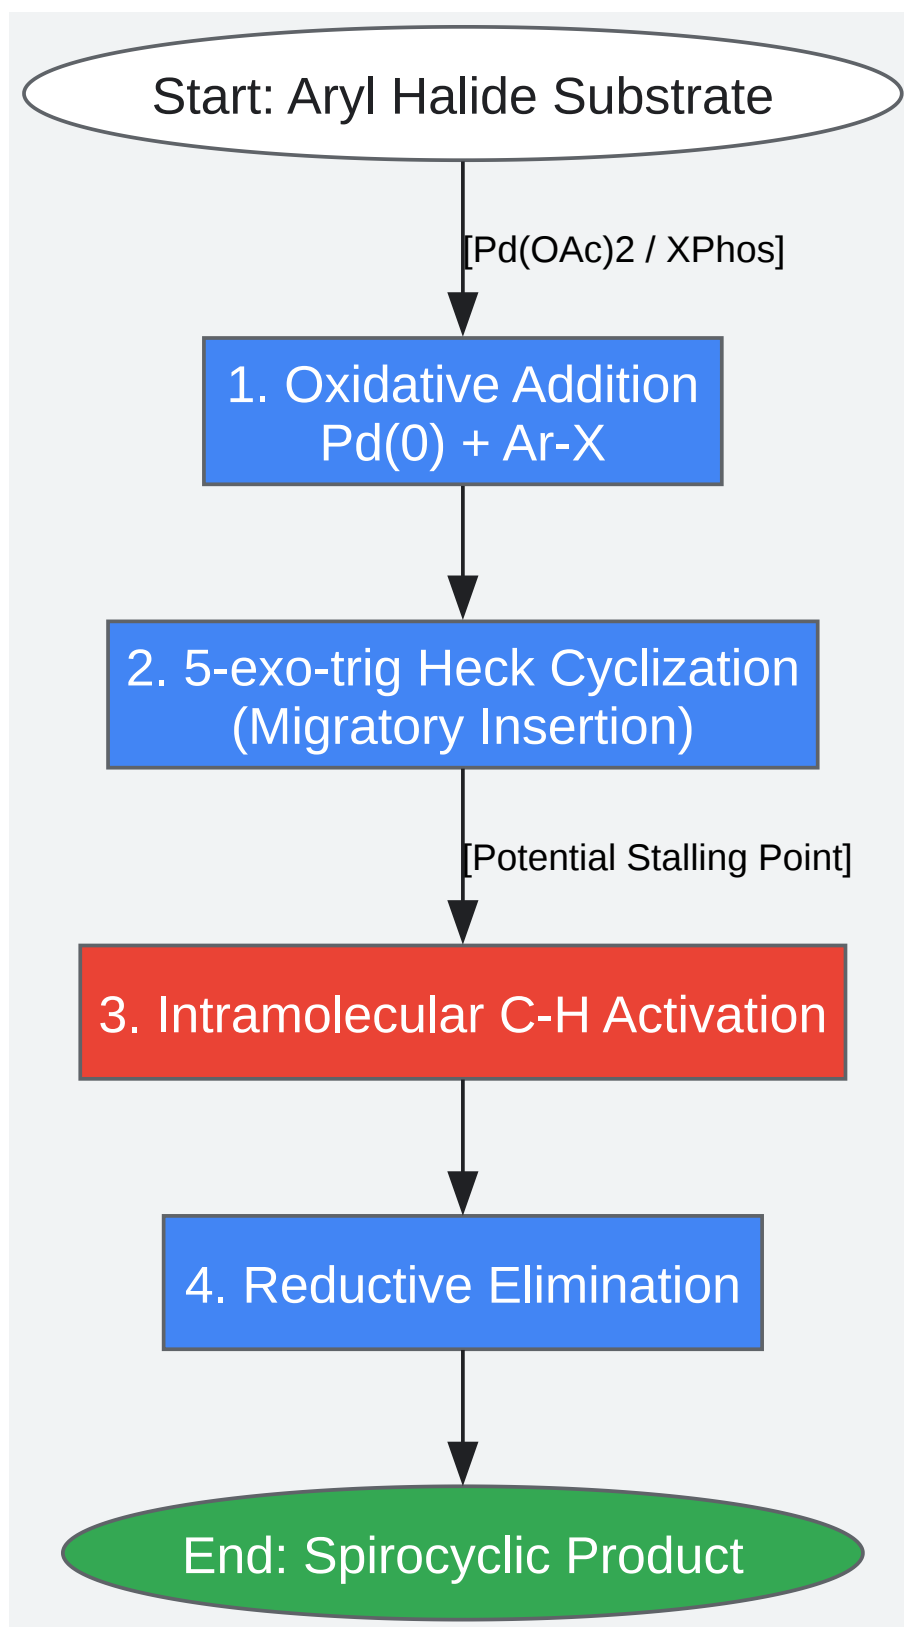 Start: Aryl Halide Substrate
[Pd(OAc)2 / XPhos]
1. Oxidative Addition
Pd(0) + Ar-X
2. 5-exo-trig Heck Cyclization
(Migratory Insertion)
[Potential Stalling Point]
3. Intramolecular C-H Activation
4. Reductive Elimination
End: Spirocyclic Product